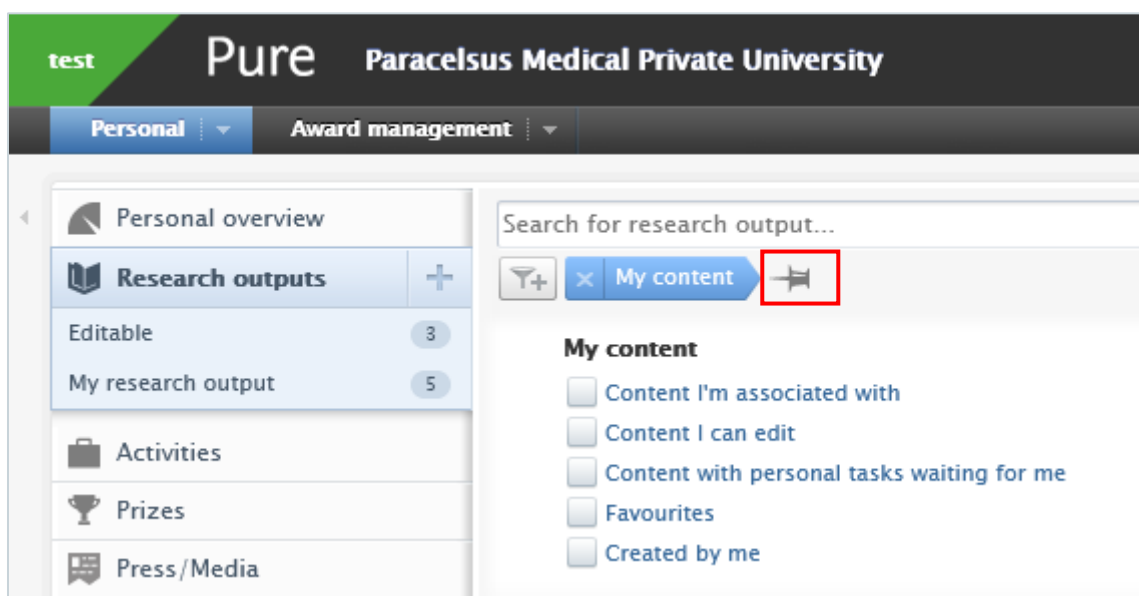 test Pure Paracelsus Medical Private University
Personal Award management
Personal overview
Search for research output...
Research outputs
My content
Editable 3
My research output 5
My content
Content I'm associated with
Content I can edit
Content with personal tasks waiting for me
Favourites
Created by me
Activities
Prizes
Press/Media